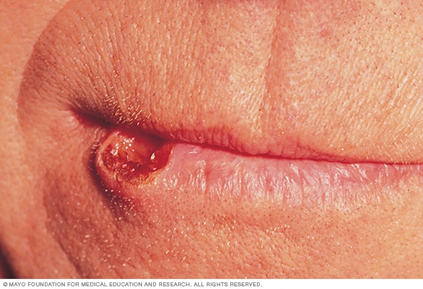 © MAYO FOUNDATION FOR MEDICAL EDUCATION AND RESEARCH. ALL RIGHTS RESERVED.